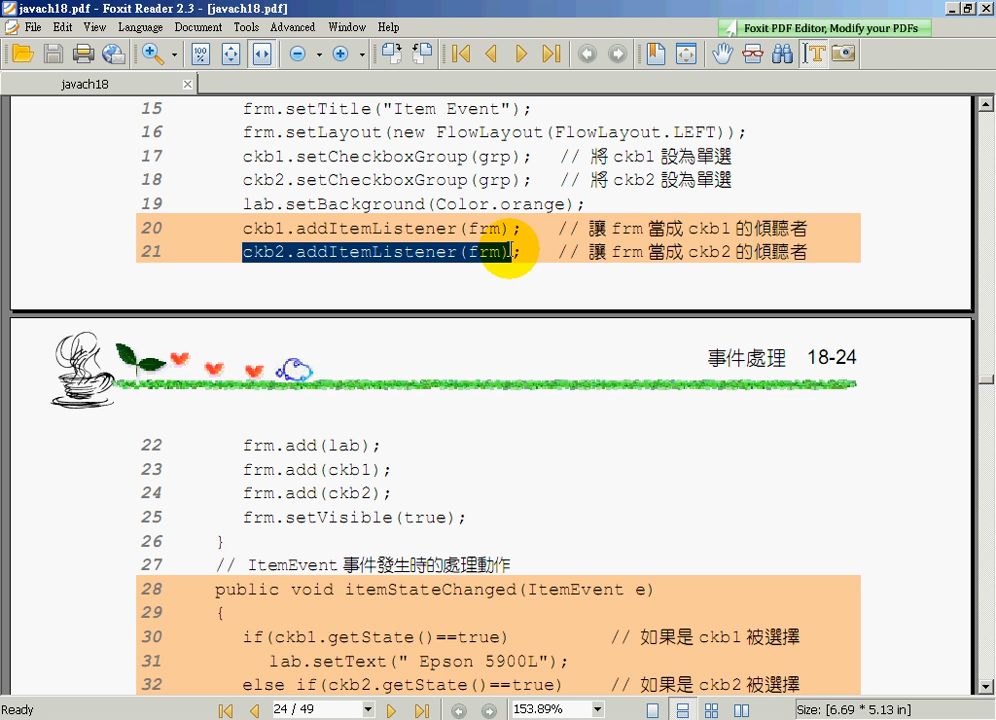 javach18.pdf - Foxit Reader 2.3 - [javach18.pdf]
File Edit View Language Document Tools Advanced Window Help
Foxit PDF Editor, Modify your PDFs
javach18
15 frm.setTitle("Item Event");
16 frm.setLayout(new FlowLayout(FlowLayout.LEFT));
17 ckb1.setCheckboxGroup(grp); // 將 ckb1 設為單選
18 ckb2.setCheckboxGroup(grp); // 將 ckb2 設為單選
19 lab.setBackground(Color.orange);
20 ckb1.addItemListener(frm); // 讓 frm 當成 ckb1 的傾聽者
21 ckb2.addItemListener(frm); // 讓 frm 當成 ckb2 的傾聽者
事件處理 18-24
22 frm.add(lab);
23 frm.add(ckb1);
24 frm.add(ckb2);
25 frm.setVisible(true);
26 }
27 // ItemEvent 事件發生時的處理動作
28 public void itemStateChanged(ItemEvent e)
29 {
30 if(ckb1.getState()==true) // 如果是 ckb1 被選擇
31 lab.setText(" Epson 5900L");
32 else if(ckb2.getState()==true) // 如果是 ckb2 被選擇
Ready 24 / 49 153.89% Size: [6.69 * 5.13 in]